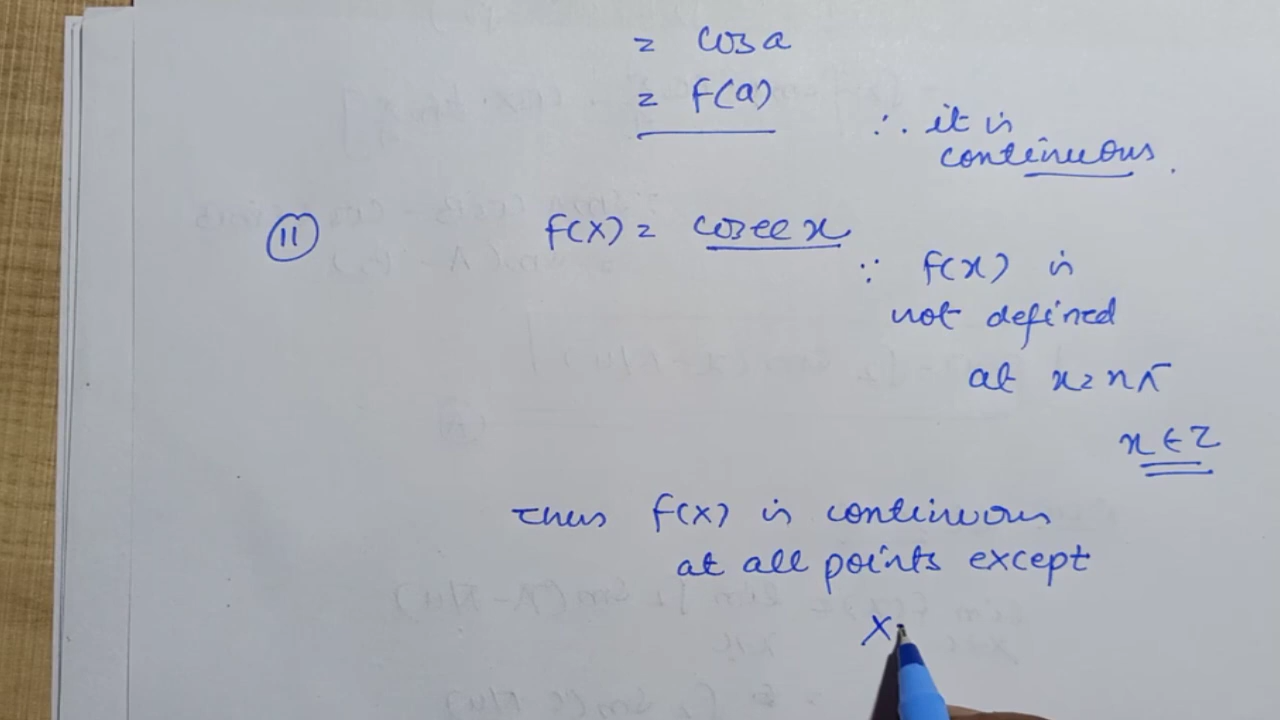 = cos a
= f(a)
∴ it is
continuous.
(11) f(x) = cosec x
∵ f(x) is
not defined
at x = nπ
x ∈ Z
Thus f(x) is continuous
at all points except
x